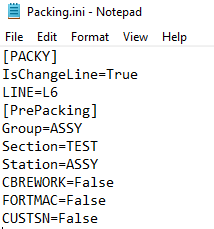 Packing.ini - Notepad
File Edit Format View Help
[PACKY]
IsChangeLine=True
LINE=L6
[PrePacking]
Group=ASSY
Section=TEST
Station=ASSY
CBREWORK=False
FORTMAC=False
CUSTSN=False